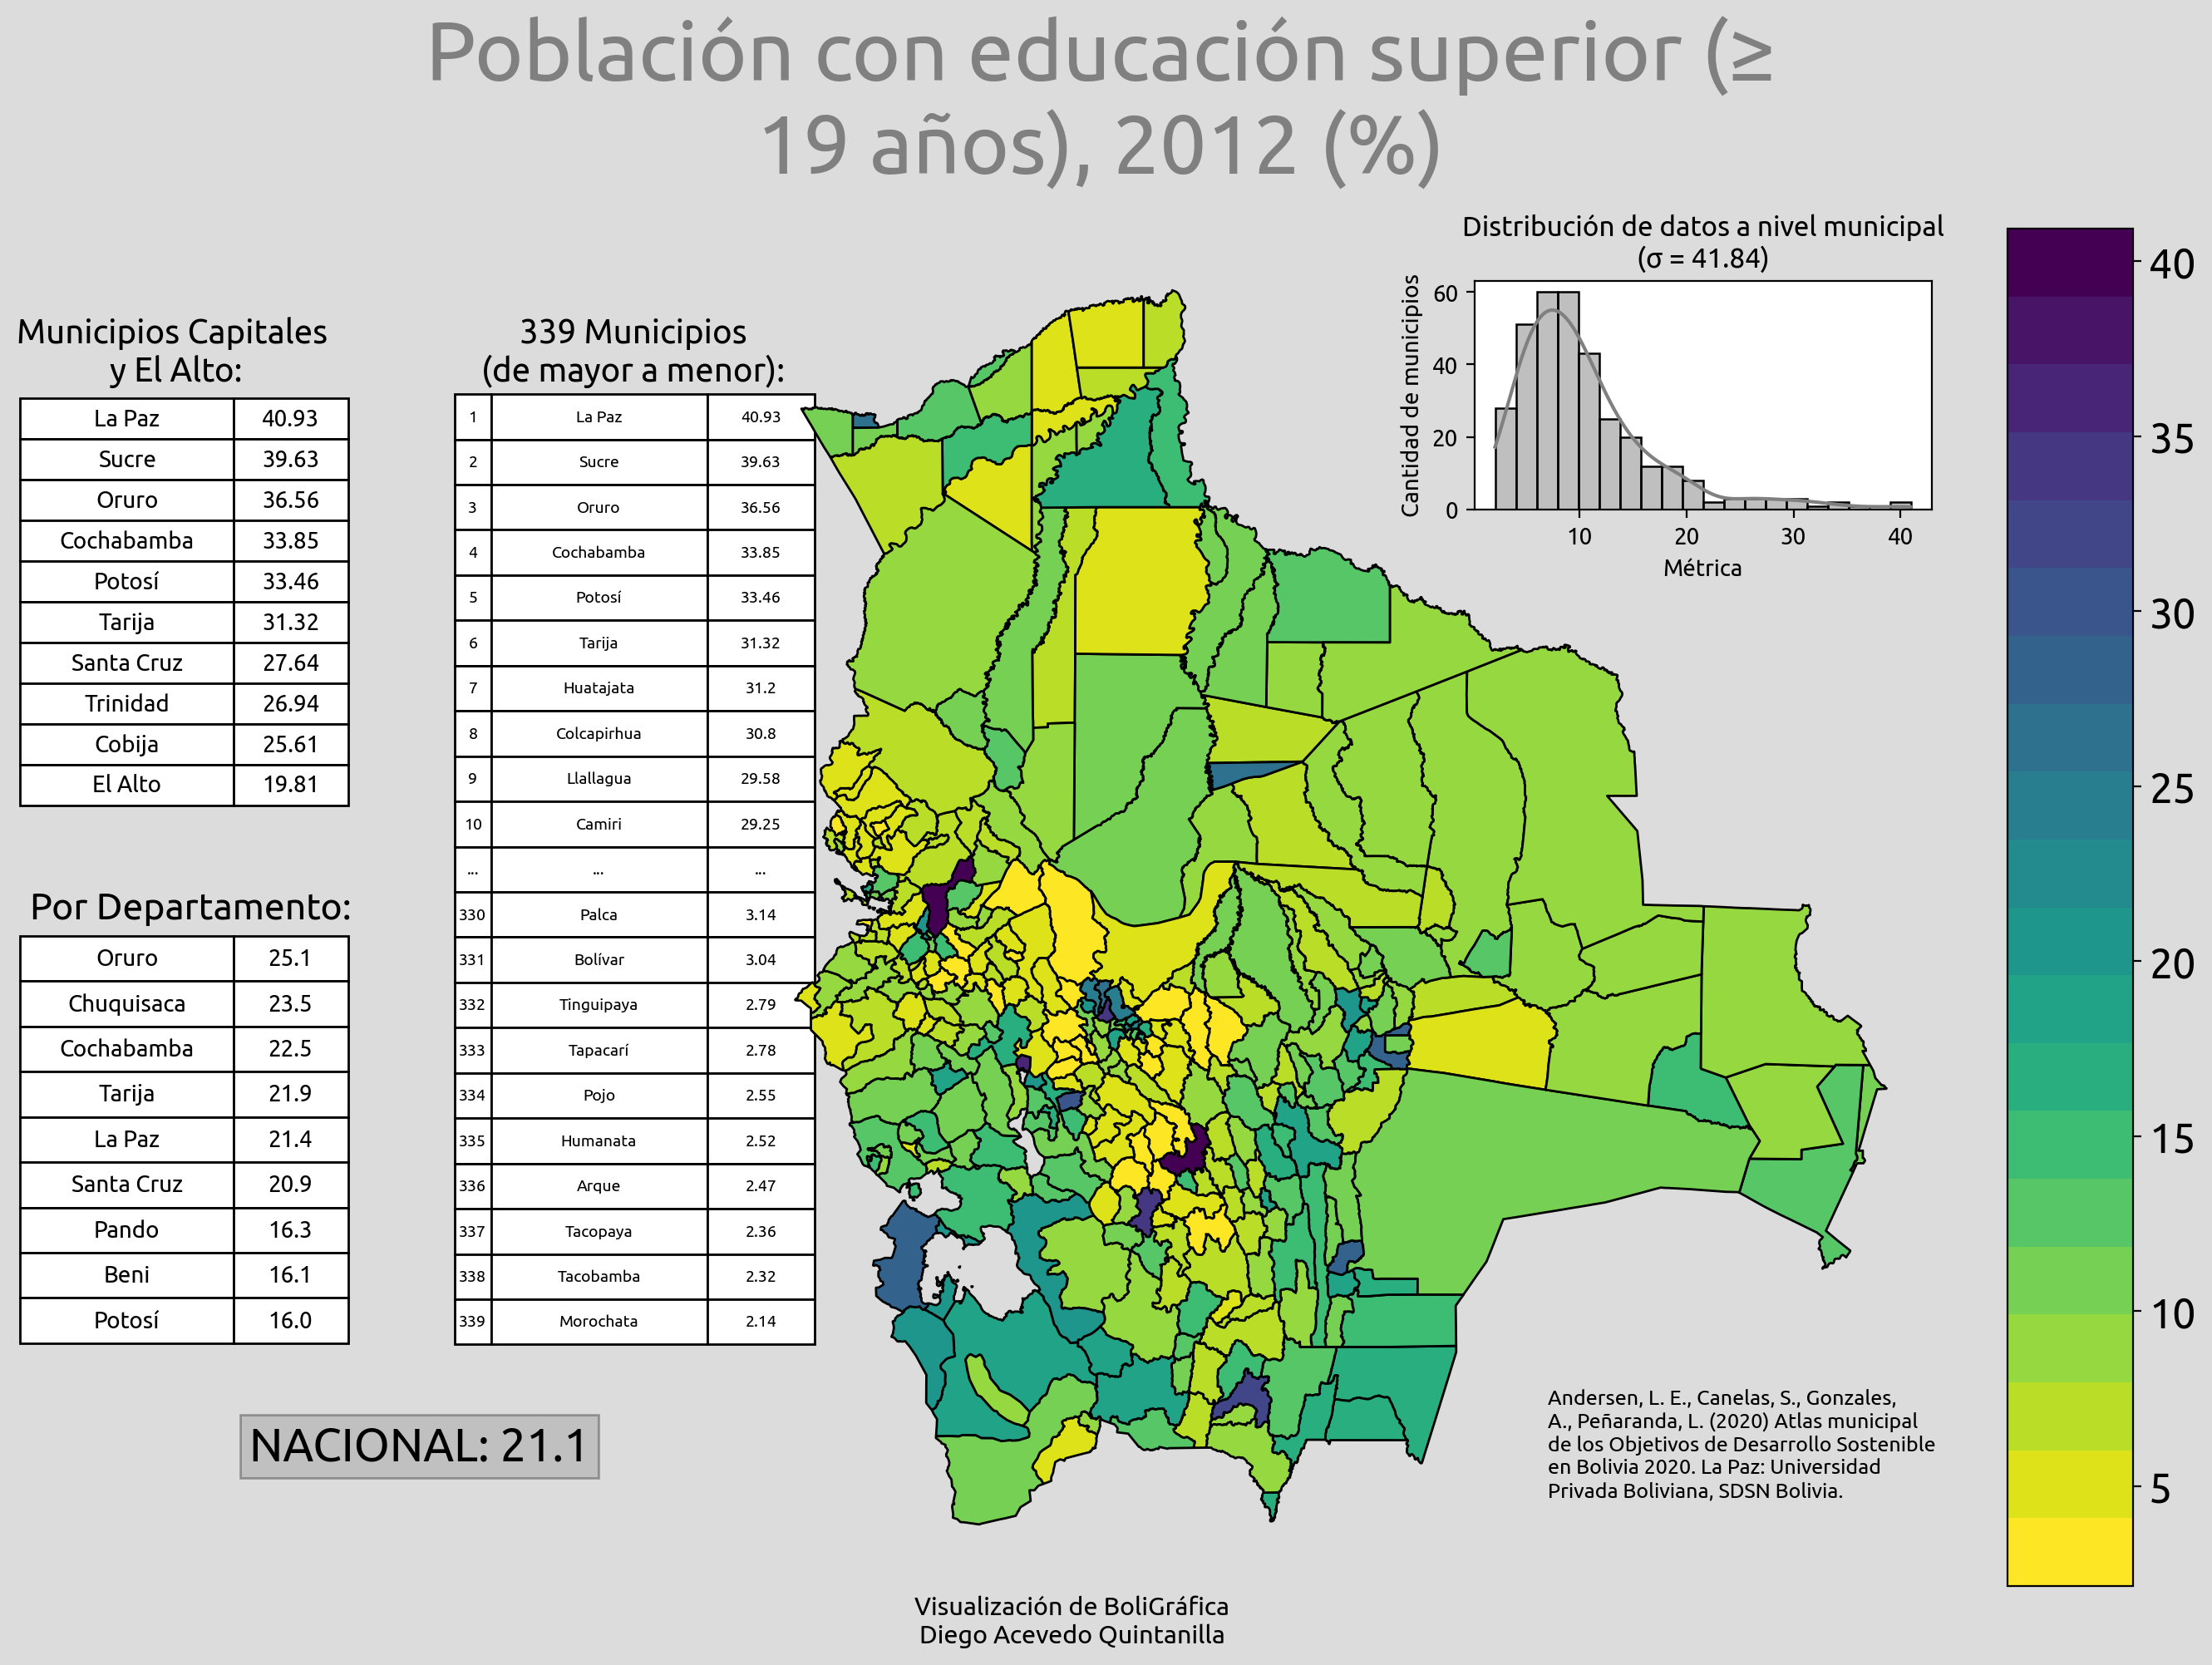 Población con educación superior (≥
19 años), 2012 (%)
Municipios Capitales
y El Alto:
La Paz 40.93
Sucre 39.63
Oruro 36.56
Cochabamba 33.85
Potosí 33.46
Tarija 31.32
Santa Cruz 27.64
Trinidad 26.94
Cobija 25.61
El Alto 19.81
Por Departamento:
Oruro 25.1
Chuquisaca 23.5
Cochabamba 22.5
Tarija 21.9
La Paz 21.4
Santa Cruz 20.9
Pando 16.3
Beni 16.1
Potosí 16.0
NACIONAL: 21.1
339 Municipios
(de mayor a menor):
1 La Paz 40.93
2 Sucre 39.63
3 Oruro 36.56
4 Cochabamba 33.85
5 Potosí 33.46
6 Tarija 31.32
7 Huatajata 31.2
8 Colcapirhua 30.8
9 Llallagua 29.58
10 Camiri 29.25
... ... ...
330 Palca 3.14
331 Bolívar 3.04
332 Tinguipaya 2.79
333 Tapacarí 2.78
334 Pojo 2.55
335 Humanata 2.52
336 Arque 2.47
337 Tacopaya 2.36
338 Tacobamba 2.32
339 Morochata 2.14
Distribución de datos a nivel municipal
(σ = 41.84)
Cantidad de municipios
60
40
20
0
10 20 30 40
Métrica
40
35
30
25
20
15
10
5
Andersen, L. E., Canelas, S., Gonzales,
A., Peñaranda, L. (2020) Atlas municipal
de los Objetivos de Desarrollo Sostenible
en Bolivia 2020. La Paz: Universidad
Privada Boliviana, SDSN Bolivia.
Visualización de BoliGráfica
Diego Acevedo Quintanilla